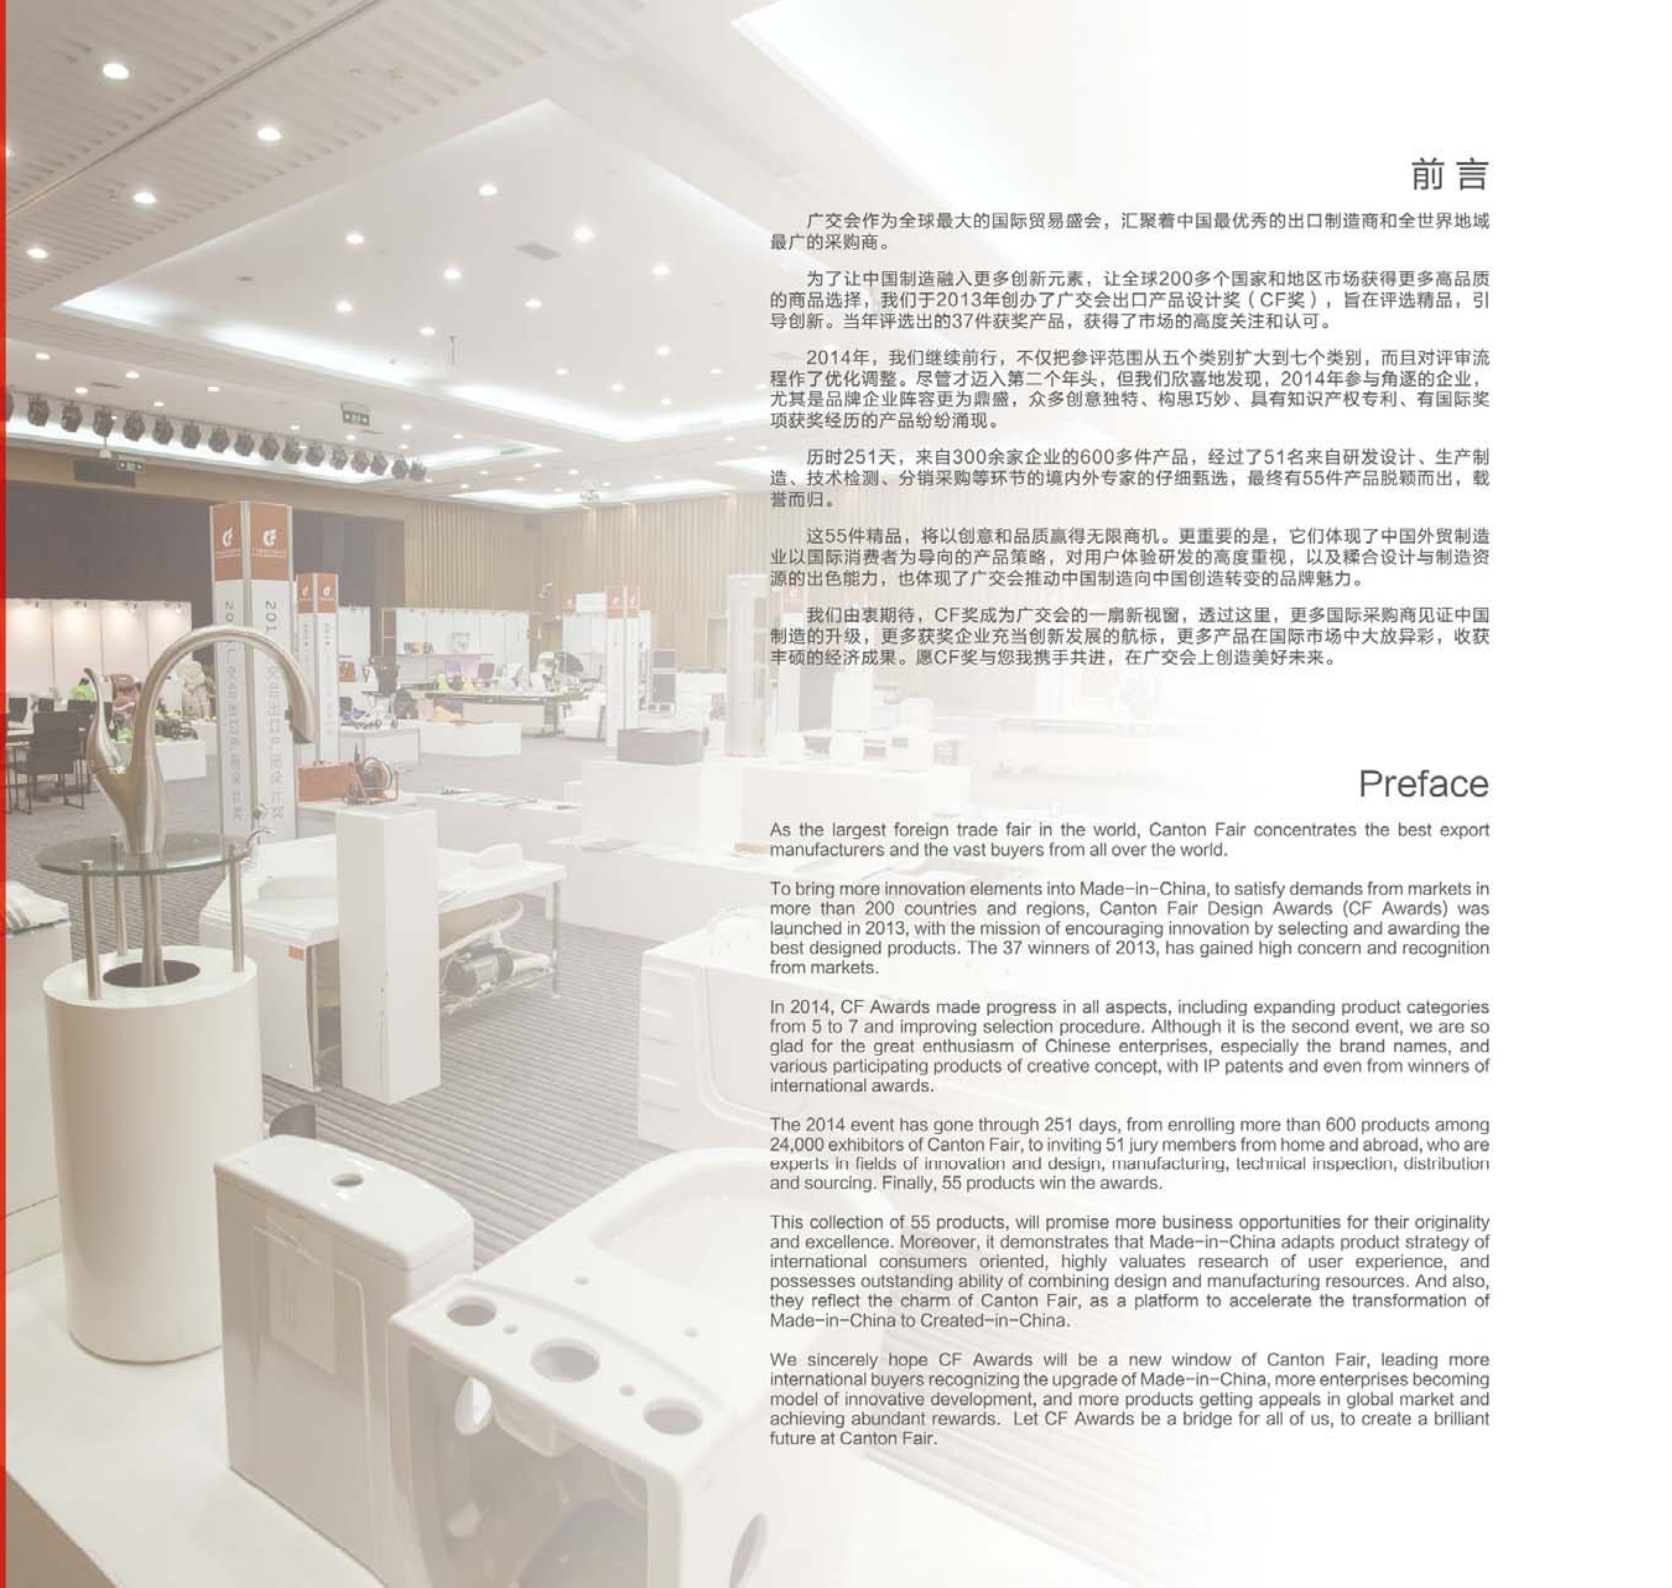 前言
广交会作为全球最大的国际贸易盛会，汇聚着中国最优秀的出口制造商和全世界地域
最广的采购商。
为了让中国制造融入更多创新元素，让全球200多个国家和地区市场获得更多高品质
的商品选择，我们于2013年创办了广交会出口产品设计奖（CF奖），旨在评选精品，引
导创新。当年评选出的37件获奖产品，获得了市场的高度关注和认可。
2014年，我们继续前行，不仅把参评范围从五个类别扩大到七个类别，而且对评审流
程作了优化调整。尽管才迈入第二个年头，但我们欣喜地发现，2014年参与角逐的企业，
尤其是品牌企业阵容更为鼎盛，众多创意独特、构思巧妙、具有知识产权专利、有国际奖
项获奖经历的产品纷纷涌现。
历时251天，来自300余家企业的600多件产品，经过了51名来自研发设计、生产制
造、技术检测、分销采购等环节的境内外专家的仔细甄选，最终有55件产品脱颖而出，载
誉而归。
这55件精品，将以创意和品质赢得无限商机。更重要的是，它们体现了中国外贸制造
业以国际消费者为导向的产品策略，对用户体验研发的高度重视，以及糅合设计与制造资
源的出色能力，也体现了广交会推动中国制造向中国创造转变的品牌魅力。
我们由衷期待，CF奖成为广交会的一扇新视窗，透过这里，更多国际采购商见证中国
制造的升级，更多获奖企业充当创新发展的航标，更多产品在国际市场中大放异彩，收获
丰硕的经济成果。愿CF奖与您我携手共进，在广交会上创造美好未来。
Preface
As the largest foreign trade fair in the world, Canton Fair concentrates the best export
manufacturers and the vast buyers from all over the world.
To bring more innovation elements into Made-in-China, to satisfy demands from markets in
more than 200 countries and regions, Canton Fair Design Awards (CF Awards) was
launched in 2013, with the mission of encouraging innovation by selecting and awarding the
best designed products. The 37 winners of 2013, has gained high concern and recognition
from markets.
In 2014, CF Awards made progress in all aspects, including expanding product categories
from 5 to 7 and improving selection procedure. Although it is the second event, we are so
glad for the great enthusiasm of Chinese enterprises, especially the brand names, and
various participating products of creative concept, with IP patents and even from winners of
international awards.
The 2014 event has gone through 251 days, from enrolling more than 600 products among
24,000 exhibitors of Canton Fair, to inviting 51 jury members from home and abroad, who are
experts in fields of innovation and design, manufacturing, technical inspection, distribution
and sourcing. Finally, 55 products win the awards.
This collection of 55 products, will promise more business opportunities for their originality
and excellence. Moreover, it demonstrates that Made-in-China adapts product strategy of
international consumers oriented, highly valuates research of user experience, and
possesses outstanding ability of combining design and manufacturing resources. And also,
they reflect the charm of Canton Fair, as a platform to accelerate the transformation of
Made-in-China to Created-in-China.
We sincerely hope CF Awards will be a new window of Canton Fair, leading more
international buyers recognizing the upgrade of Made-in-China, more enterprises becoming
model of innovative development, and more products getting appeals in global market and
achieving abundant rewards. Let CF Awards be a bridge for all of us, to create a brilliant
future at Canton Fair.